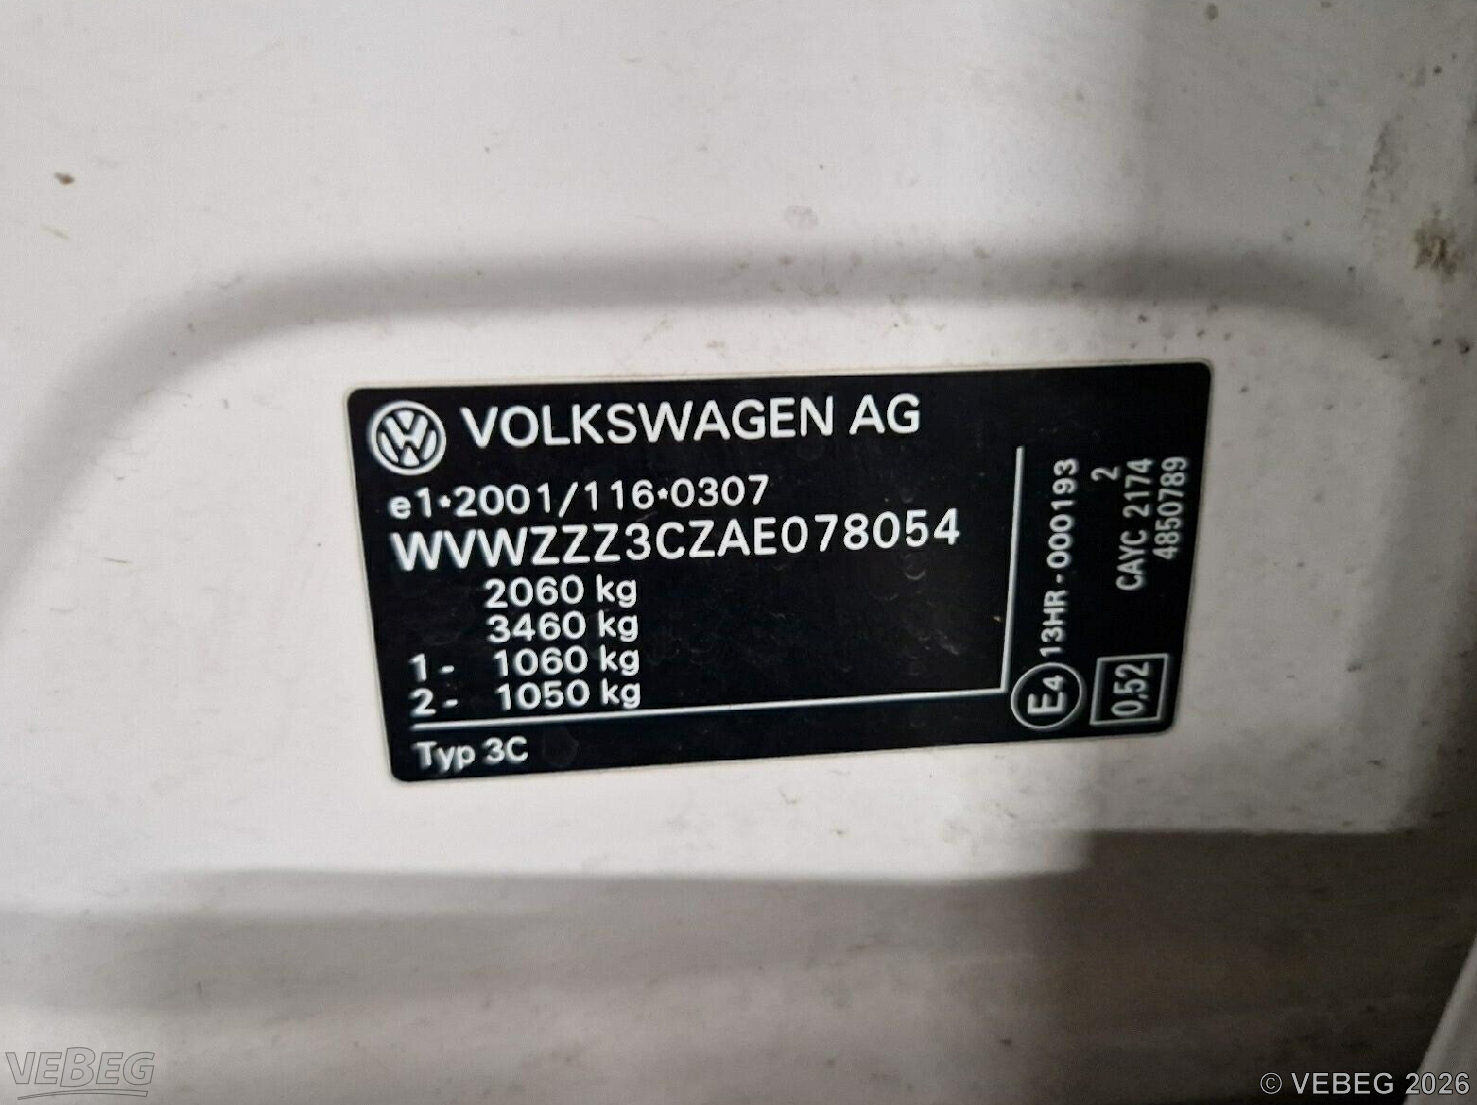 VOLKSWAGEN AG
e1*2001/116*0307
WVWZZZ3CZAE078054
2060 kg
3460 kg
1- 1060 kg
2- 1050 kg
Typ 3C
E4 13HR-000193
2
CAYC 2174
4850789
0,52
VEBEG
© VEBEG 2026